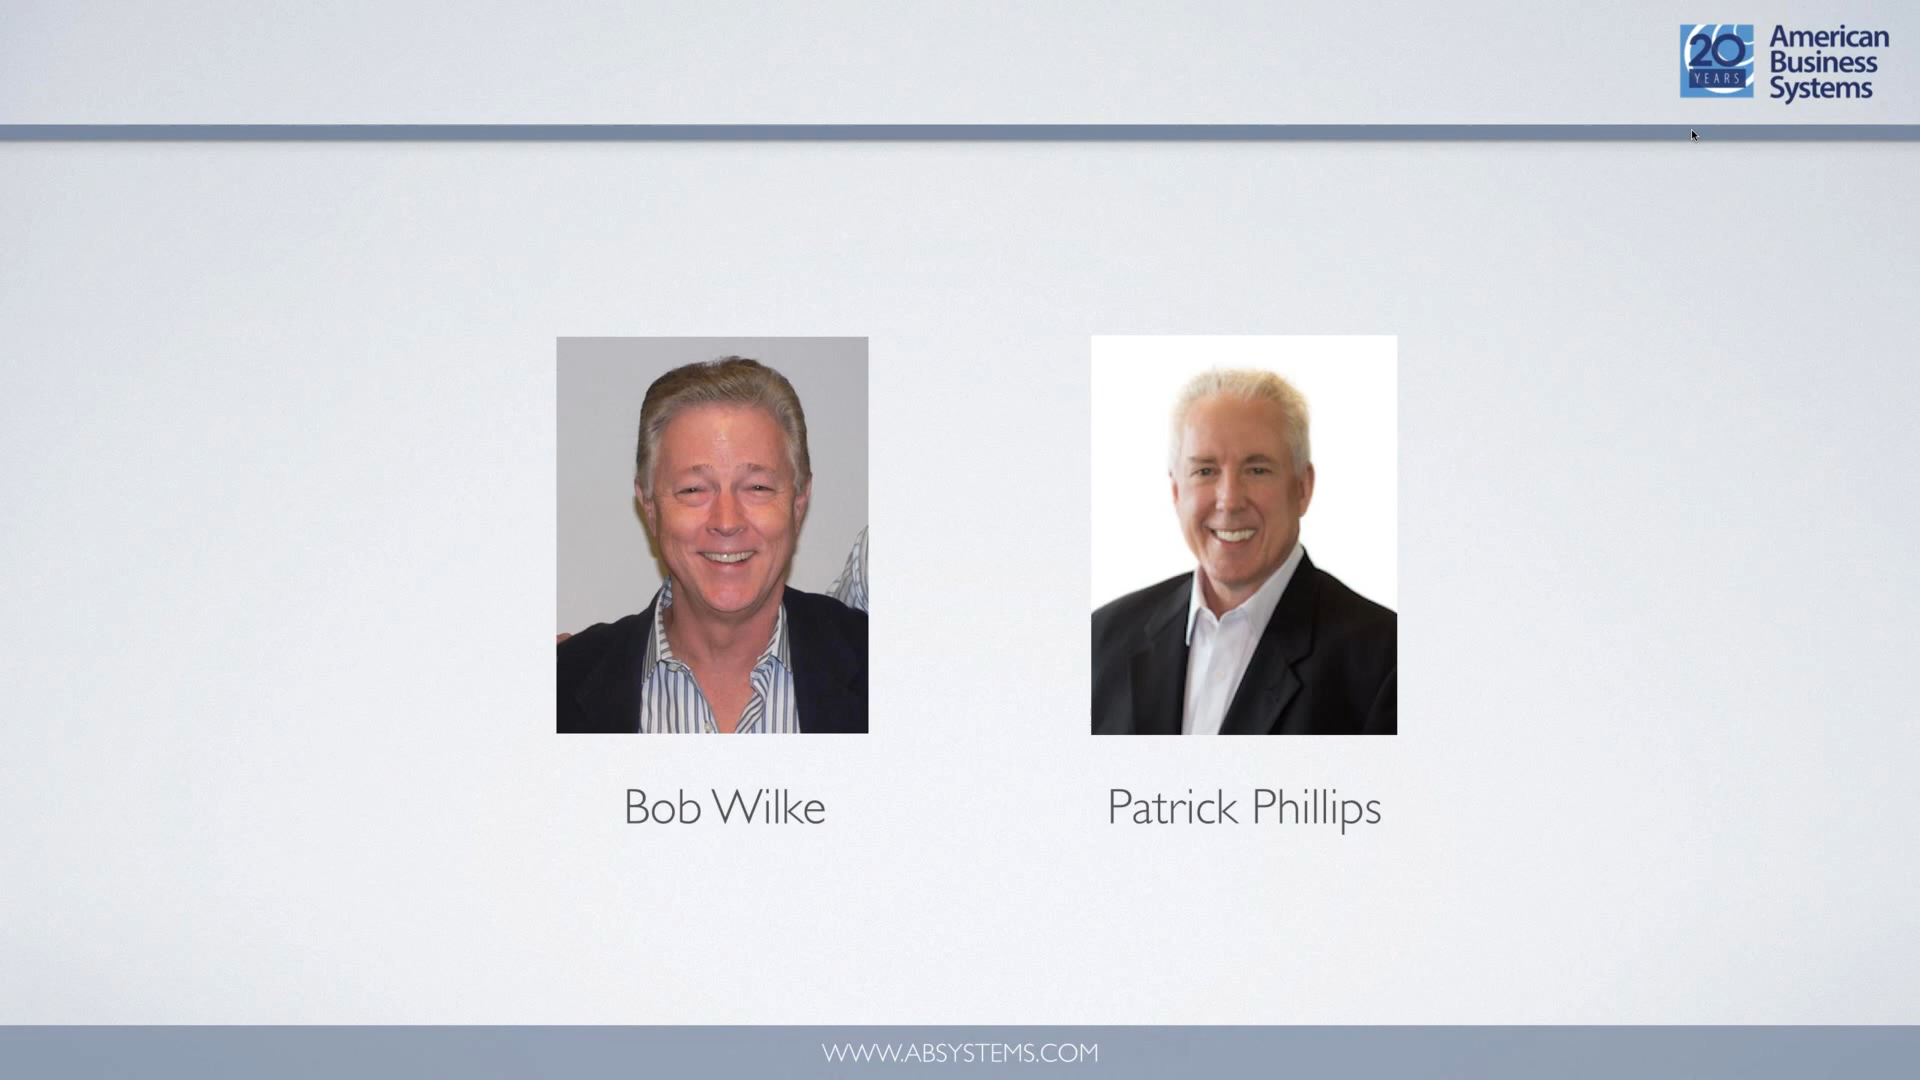 20
YEARS
American
Business
Systems
Bob Wilke
Patrick Phillips
WWW.ABSYSTEMS.COM